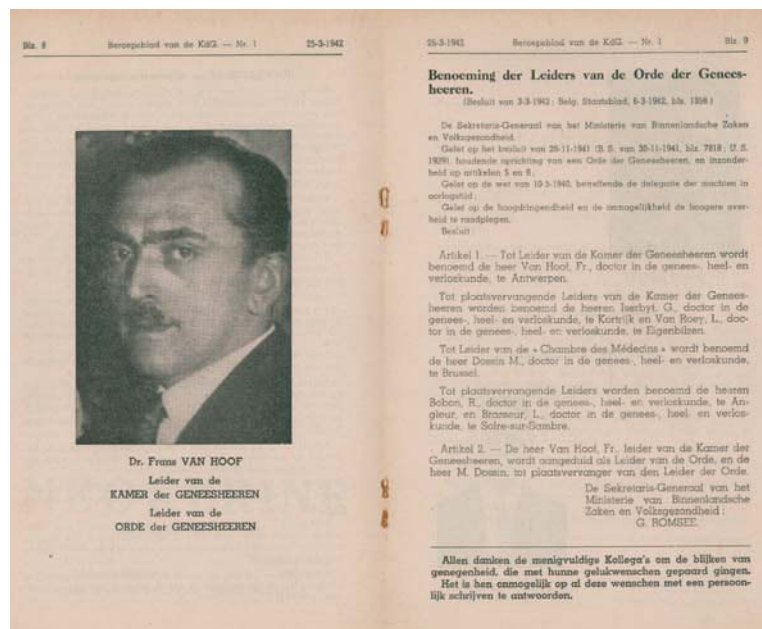 Blz. 8 Beroepsblad van de KdG. — Nr. 1 25-3-1942
Dr. Frans VAN HOOF
Leider van de
KAMER der GENEESHEEREN
Leider van de
ORDE der GENEESHEEREN
25-3-1942 Beroepsblad van de KdG. — Nr. 1 Blz. 9
Benoeming der Leiders van de Orde der Genees-
heeren.
(Besluit van 3-3-1942; Belg. Staatsblad, 6-3-1942, blz. 1358.)
De Sekretaris-Generaal van het Ministerie van Binnenlandsche Zaken
en Volksgezondheid,
Gelet op het besluit van 26-11-1941 (B. S. van 30-11-1941, blz. 7818; U. S.
1929), houdende oprichting van een Orde der Geneesheeren, en inzonder-
heid op artikelen 5 en 6;
Gelet op de wet van 10-5-1940, betreffende de delegatie der machten in
oorlogstijd;
Gelet op de hoogdringendheid en de onmogelijkheid de hoogere over-
heid te raadplegen,
Besluit:
Artikel 1. — Tot Leider van de Kamer der Geneesheeren wordt
benoemd de heer Van Hoof, Fr., doctor in de genees-, heel- en
verloskunde, te Antwerpen.
Tot plaatsvervangende Leiders van de Kamer der Genees-
heeren worden benoemd de heeren Iserbyt, G., doctor in de
genees-, heel- en verloskunde, te Kortrijk en Van Roey, L., doc-
tor in de genees-, heel- en verloskunde, te Eigenbilzen.
Tot Leider van de « Chambre des Médecins » wordt benoemd
de heer Dossin M., doctor in de genees-, heel- en verloskunde,
te Brussel.
Tot plaatsvervangende Leiders worden benoemd de heeren
Bobon, R., doctor in de genees-, heel- en verloskunde, te An-
gleur, en Brasseur, L., doctor in de genees-, heel- en verlos-
kunde, te Solre-sur-Sambre.
Artikel 2. — De heer Van Hoof, Fr., leider van de Kamer der
Geneesheeren, wordt aangeduid als Leider van de Orde, en de
heer M. Dossin, tot plaatsvervanger van den Leider der Orde.
De Sekretaris-Generaal van het
Ministerie van Binnenlandsche
Zaken en Volksgezondheid:
G. ROMSEE.
Allen danken de menigvuldige Kollega's om de blijken van
genegenheid, die met hunne gelukwenschen gepaard gingen.
Het is hen onmogelijk op al deze wenschen met een persoon-
lijk schrijven te antwoorden.